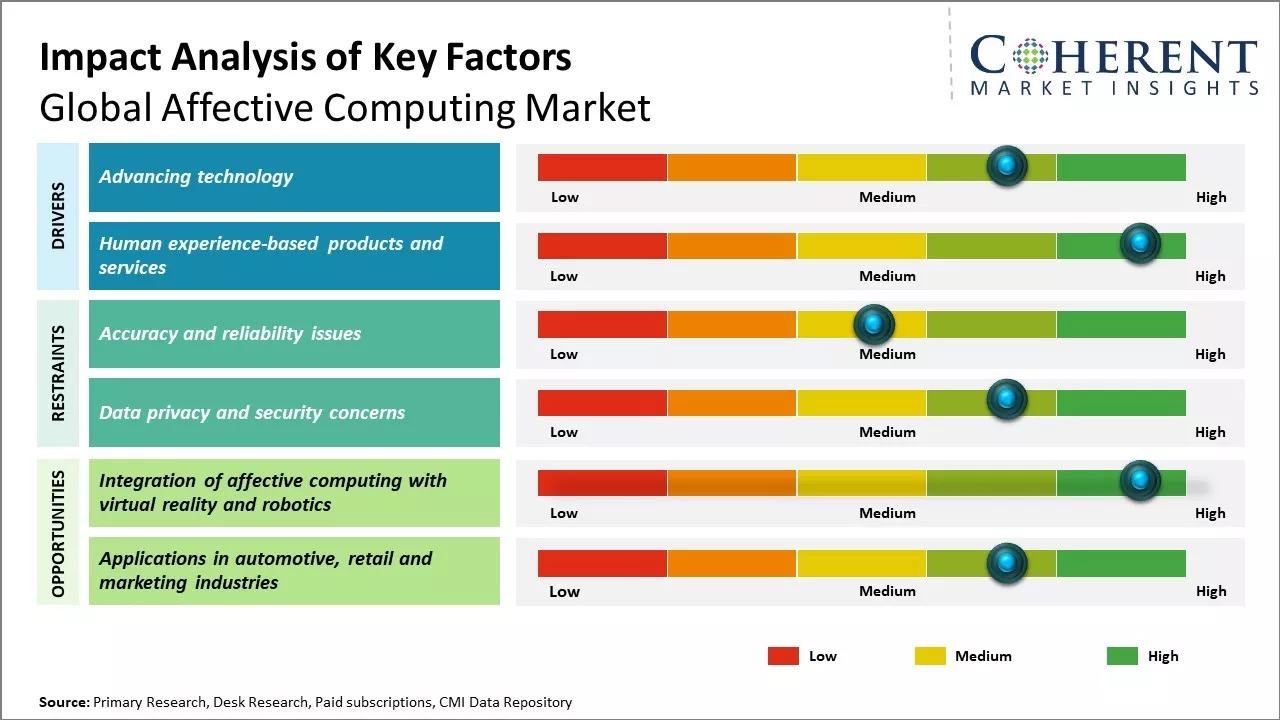 Impact Analysis of Key Factors
Global Affective Computing Market
COHERENT
MARKET INSIGHTS
DRIVERS
Advancing technology
Low Medium High
Human experience-based products and
services
Low Medium High
RESTRAINTS
Accuracy and reliability issues
Low Medium High
Data privacy and security concerns
Low Medium High
OPPORTUNITIES
Integration of affective computing with
virtual reality and robotics
Low Medium High
Applications in automotive, retail and
marketing industries
Low Medium High
Low Medium High
Source: Primary Research, Desk Research, Paid subscriptions, CMI Data Repository